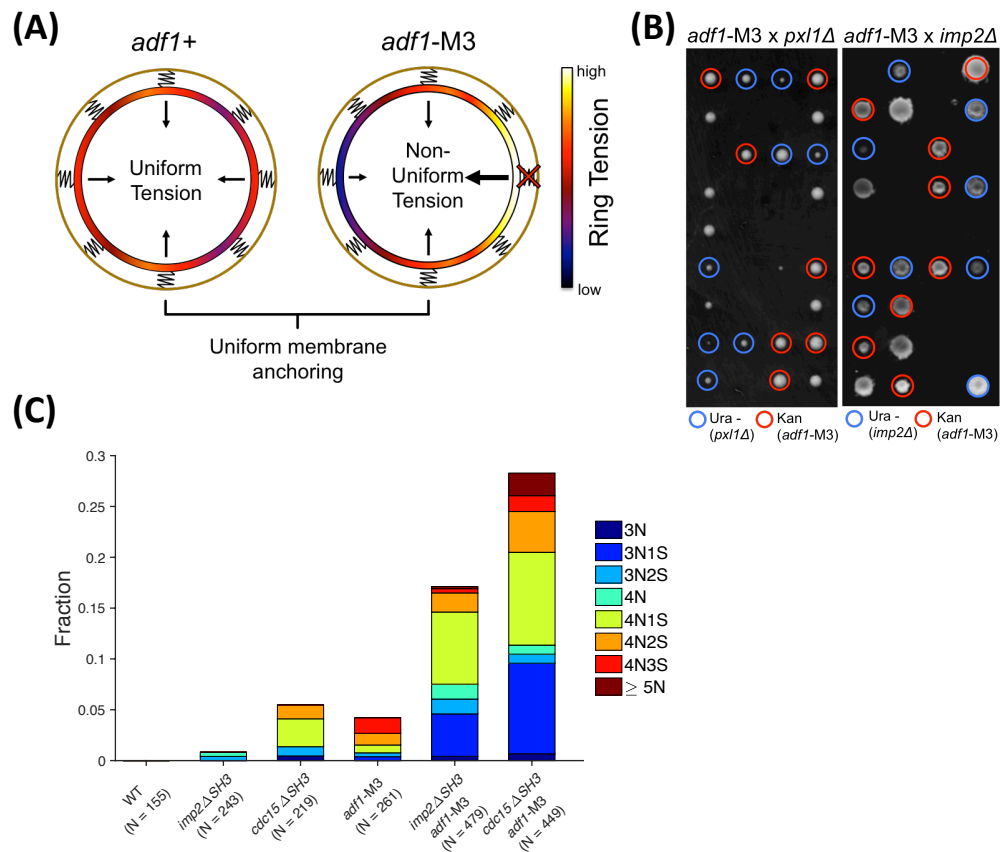 (A)
adf1+
adf1-M3
Uniform
Tension
Non-
Uniform
Tension
Uniform membrane
anchoring
high
low
Ring Tension
(B)
adf1-M3 x pxl1Δ
adf1-M3 x imp2Δ
Ura -
(pxl1Δ)
Kan
(adf1-M3)
Ura -
(imp2Δ)
Kan
(adf1-M3)
(C)
Fraction
0.3
0.25
0.2
0.15
0.1
0.05
0
WT
(N = 155)
imp2ΔSH3
(N = 243)
cdc15ΔSH3
(N = 219)
adf1-M3
(N = 261)
imp2ΔSH3
adf1-M3
(N = 479)
cdc15ΔSH3
adf1-M3
(N = 449)
3N
3N1S
3N2S
4N
4N1S
4N2S
4N3S
≥ 5N